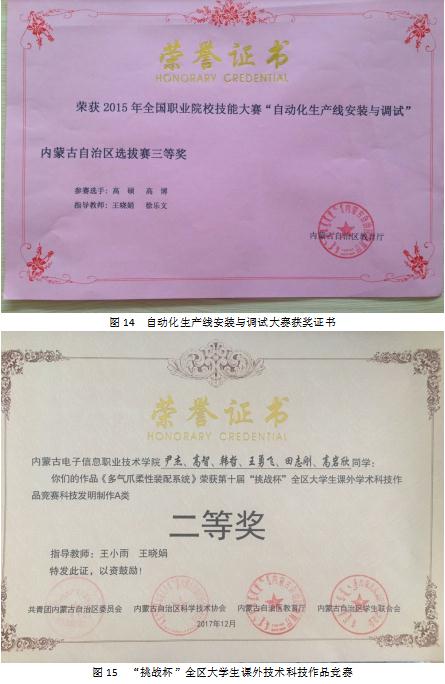 荣誉证书
HONORARY CREDENTIAL
荣获 2015 年全国职业院校技能大赛“自动化生产线安装与调试”
内蒙古自治区选拔赛三等奖
参赛选手：高 硕 高 博
指导教师：王晓娟 徐乐文
内蒙古自治区教育厅
图 14 自动化生产线安装与调试大赛获奖证书
荣誉证书
HONORARY CREDENTIAL
内蒙古电子信息职业技术学院 尹杰、高智、韩哲、王勇飞、田志刚、高岩欣同学：
你们的作品《多气爪柔性装配系统》荣获第十届“挑战杯”全区大学生课外学术科技作
品竞赛科技发明制作A类
二等奖
指导教师：王小雨 王晓娟
特发此证，以资鼓励！
共青团内蒙古自治区委员会 内蒙古自治区科学技术协会 内蒙古自治区教育厅 内蒙古自治区学生联合会
2017年12月
图 15 “挑战杯”全区大学生课外技术科技作品竞赛